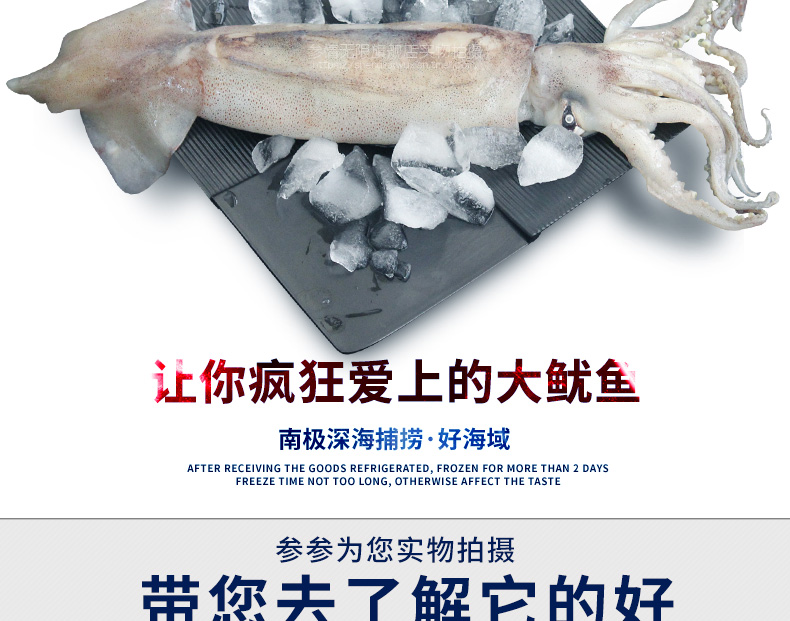 让你疯狂爱上的大鱿鱼
南极深海捕捞·好海域
AFTER RECEIVING THE GOODS REFRIGERATED, FROZEN FOR MORE THAN 2 DAYS
FREEZE TIME NOT TOO LONG, OTHERWISE AFFECT THE TASTE
参参为您实物拍摄
带您去了解它的好